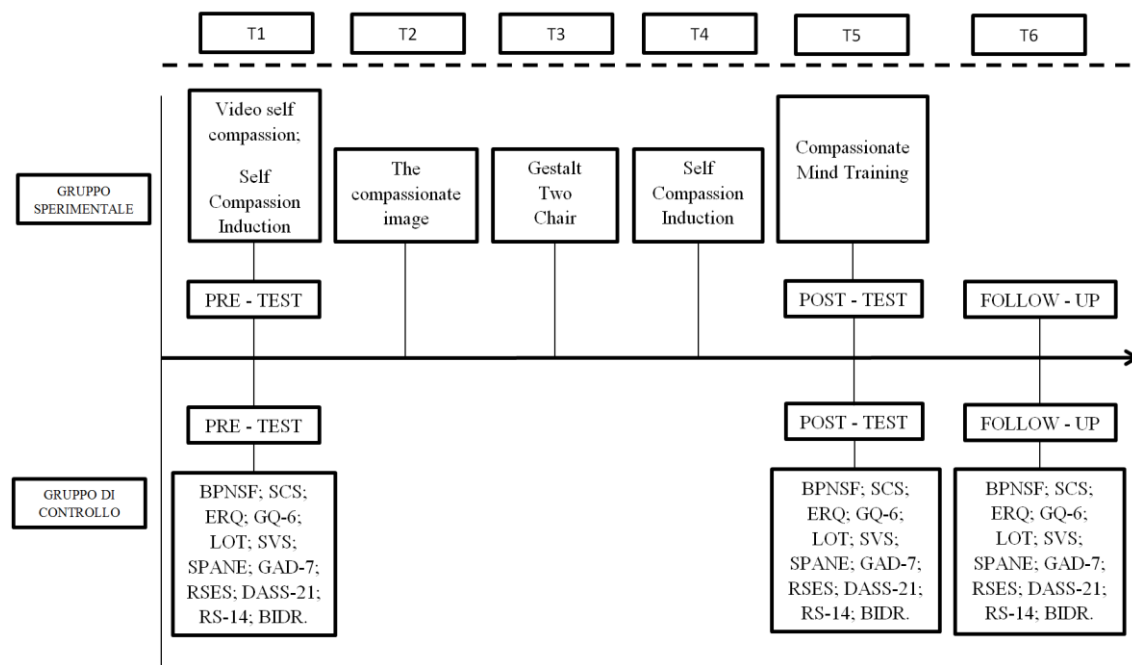 T1
T2
T3
T4
T5
T6
GRUPPO
SPERIMENTALE
Video self
compassion;
Self
Compassion
Induction
The
compassionate
image
Gestalt
Two
Chair
Self
Compassion
Induction
Compassionate
Mind Training
PRE - TEST
POST - TEST
FOLLOW - UP
PRE - TEST
POST - TEST
FOLLOW - UP
GRUPPO DI
CONTROLLO
BPNSF; SCS;
ERQ; GQ-6;
LOT; SVS;
SPANE; GAD-7;
RSES; DASS-21;
RS-14; BIDR.
BPNSF; SCS;
ERQ; GQ-6;
LOT; SVS;
SPANE; GAD-7;
RSES; DASS-21;
RS-14; BIDR.
BPNSF; SCS;
ERQ; GQ-6;
LOT; SVS;
SPANE; GAD-7;
RSES; DASS-21;
RS-14; BIDR.